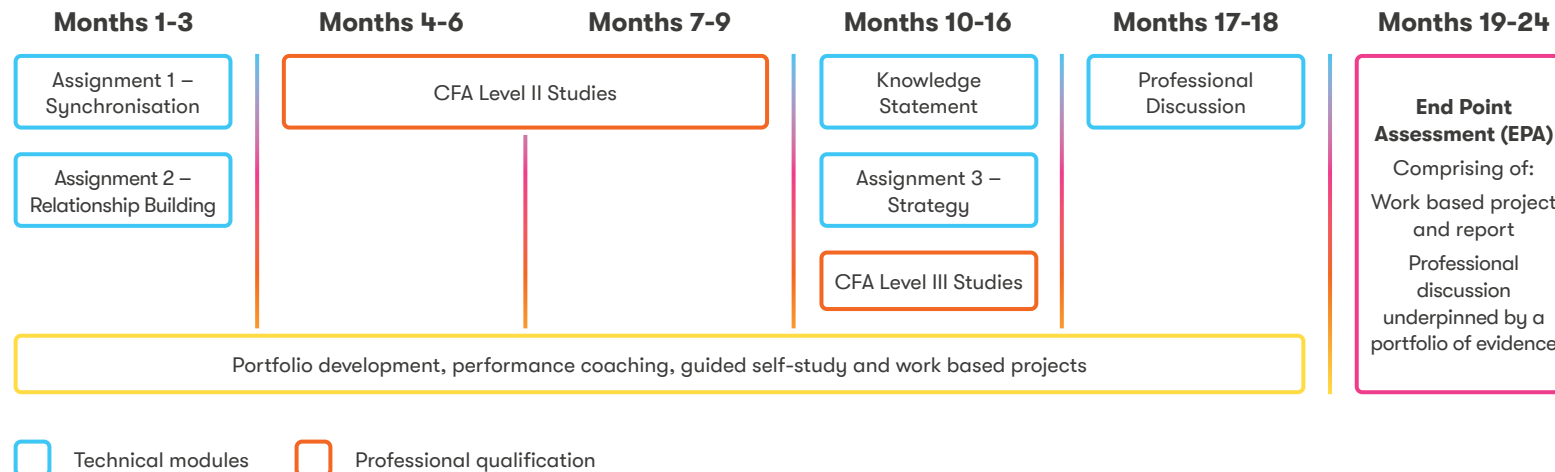 Months 1-3
Months 4-6
Months 7-9
Months 10-16
Months 17-18
Months 19-24
Assignment 1 –
Synchronisation
CFA Level II Studies
Knowledge
Statement
Professional
Discussion
Assignment 2 –
Relationship Building
Assignment 3 –
Strategy
CFA Level III Studies
End Point
Assessment (EPA)
Comprising of:
Work based project
and report
Professional
discussion
underpinned by a
portfolio of evidence
Portfolio development, performance coaching, guided self-study and work based projects
Technical modules
Professional qualification